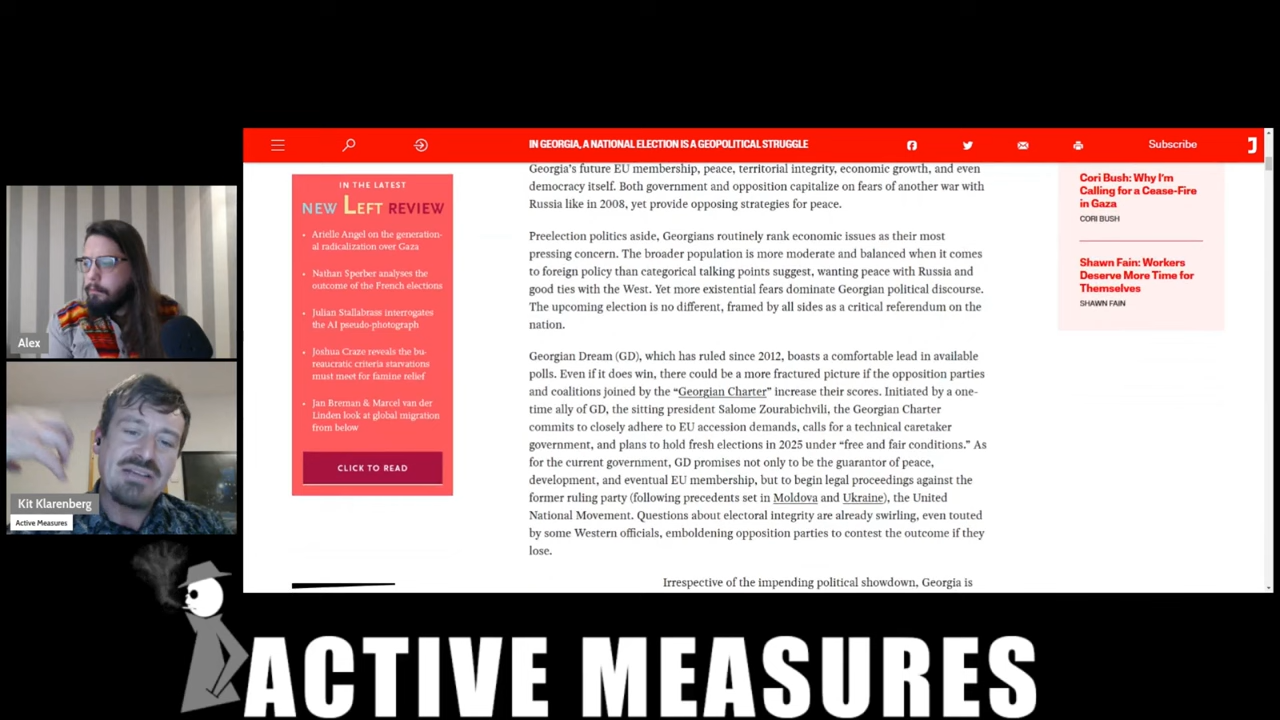 IN GEORGIA, A NATIONAL ELECTION IS A GEOPOLITICAL STRUGGLE
Subscribe
IN THE LATEST
NEW LEFT REVIEW
Arielle Angel on the generation-
al radicalization over Gaza
Nathan Sperber analyses the
outcome of the French elections
Julian Stallabrass interrogates
the AI pseudo-photograph
Joshua Craze reveals the bu-
reaucratic criteria starvations
must meet for famine relief
Jan Breman & Marcel van der
Linden look at global migration
from below
CLICK TO READ
Georgia's future EU membership, peace, territorial integrity, economic growth, and even
democracy itself. Both government and opposition capitalize on fears of another war with
Russia like in 2008, yet provide opposing strategies for peace.
Preelection politics aside, Georgians routinely rank economic issues as their most
pressing concern. The broader population is more moderate and balanced when it comes
to foreign policy than categorical talking points suggest, wanting peace with Russia and
good ties with the West. Yet more existential fears dominate Georgian political discourse.
The upcoming election is no different, framed by all sides as a critical referendum on the
nation.
Georgian Dream (GD), which has ruled since 2012, boasts a comfortable lead in available
polls. Even if it does win, there could be a more fractured picture if the opposition parties
and coalitions joined by the “Georgian Charter” increase their scores. Initiated by a one-
time ally of GD, the sitting president Salome Zourabichvili, the Georgian Charter
commits to closely adhere to EU accession demands, calls for a technical caretaker
government, and plans to hold fresh elections in 2025 under “free and fair conditions.” As
for the current government, GD promises not only to be the guarantor of peace,
development, and eventual EU membership, but to begin legal proceedings against the
former ruling party (following precedents set in Moldova and Ukraine), the United
National Movement. Questions about electoral integrity are already swirling, even touted
by some Western officials, emboldening opposition parties to contest the outcome if they
lose.
Irrespective of the impending political showdown, Georgia is
Cori Bush: Why I'm
Calling for a Cease-Fire
in Gaza
CORI BUSH
Shawn Fain: Workers
Deserve More Time for
Themselves
SHAWN FAIN
Alex
Kit Klarenberg
Active Measures
ACTIVE MEASURES